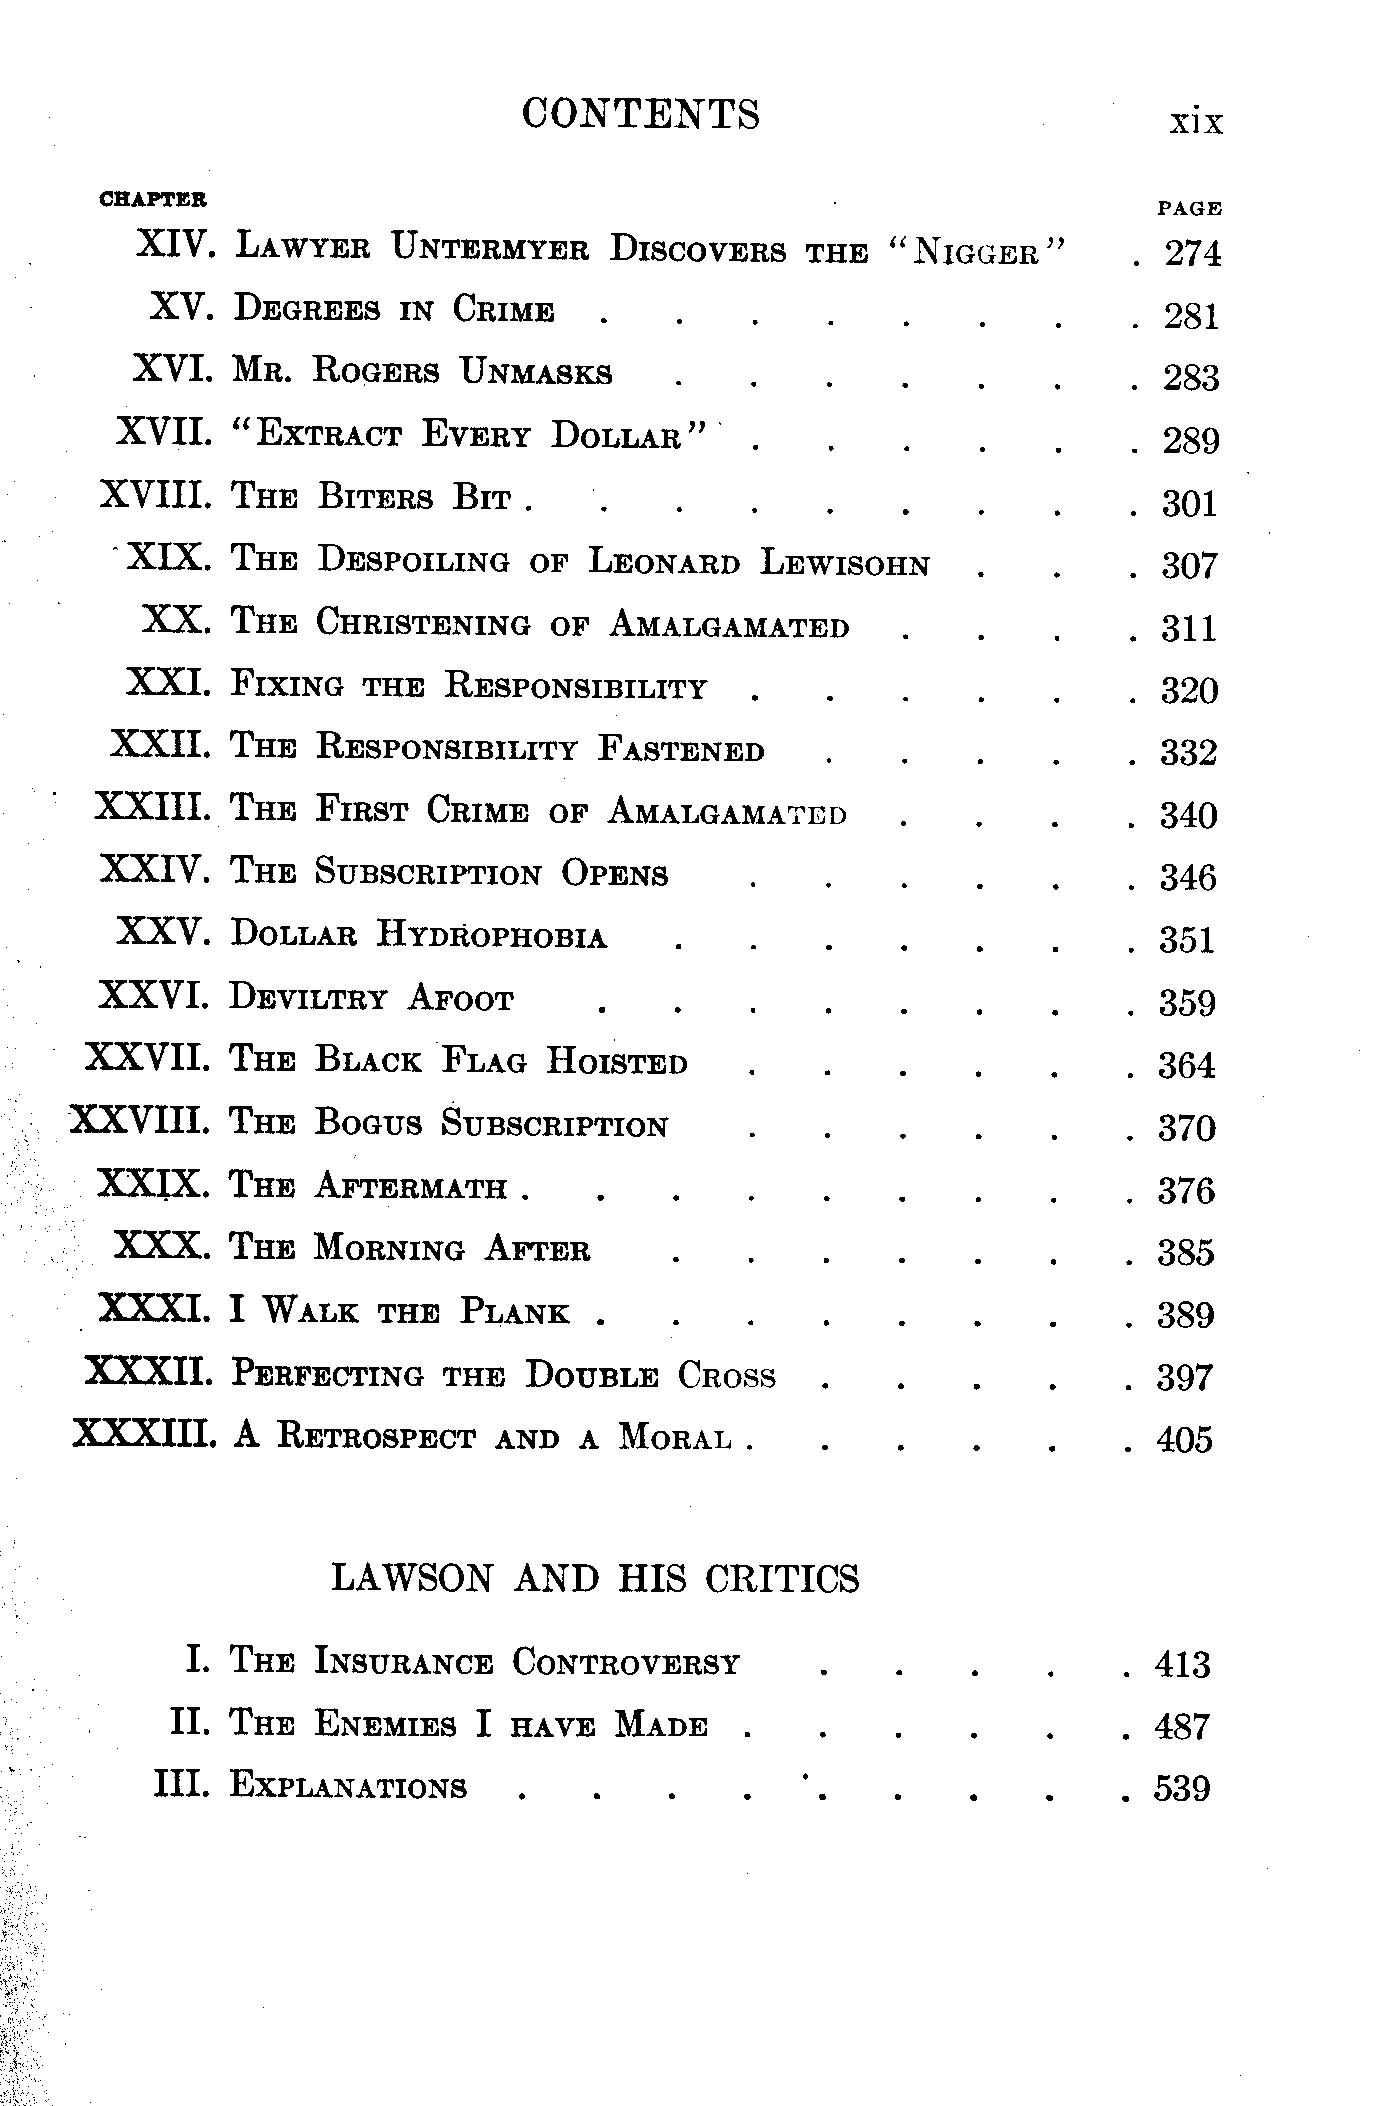 CONTENTS xix
CHAPTER PAGE
XIV. Lawyer Untermyer Discovers the "Nigger" . 274
XV. Degrees in Crime . . . . . . . . 281
XVI. Mr. Rogers Unmasks . . . . . . . 283
XVII. "Extract Every Dollar" . . . . . . 289
XVIII. The Biters Bit . . . . . . . . . 301
XIX. The Despoiling of Leonard Lewisohn . . . 307
XX. The Christening of Amalgamated . . . . 311
XXI. Fixing the Responsibility . . . . . . 320
XXII. The Responsibility Fastened . . . . . 332
XXIII. The First Crime of Amalgamated . . . . 340
XXIV. The Subscription Opens . . . . . . 346
XXV. Dollar Hydrophobia . . . . . . . 351
XXVI. Deviltry Afoot . . . . . . . . 359
XXVII. The Black Flag Hoisted . . . . . . 364
XXVIII. The Bogus Subscription . . . . . . 370
XXIX. The Aftermath . . . . . . . . . 376
XXX. The Morning After . . . . . . . 385
XXXI. I Walk the Plank . . . . . . . . 389
XXXII. Perfecting the Double Cross . . . . . 397
XXXIII. A Retrospect and a Moral . . . . . . 405
LAWSON AND HIS CRITICS
I. The Insurance Controversy . . . . . 413
II. The Enemies I have Made . . . . . . 487
III. Explanations . . . . . . . . . 539